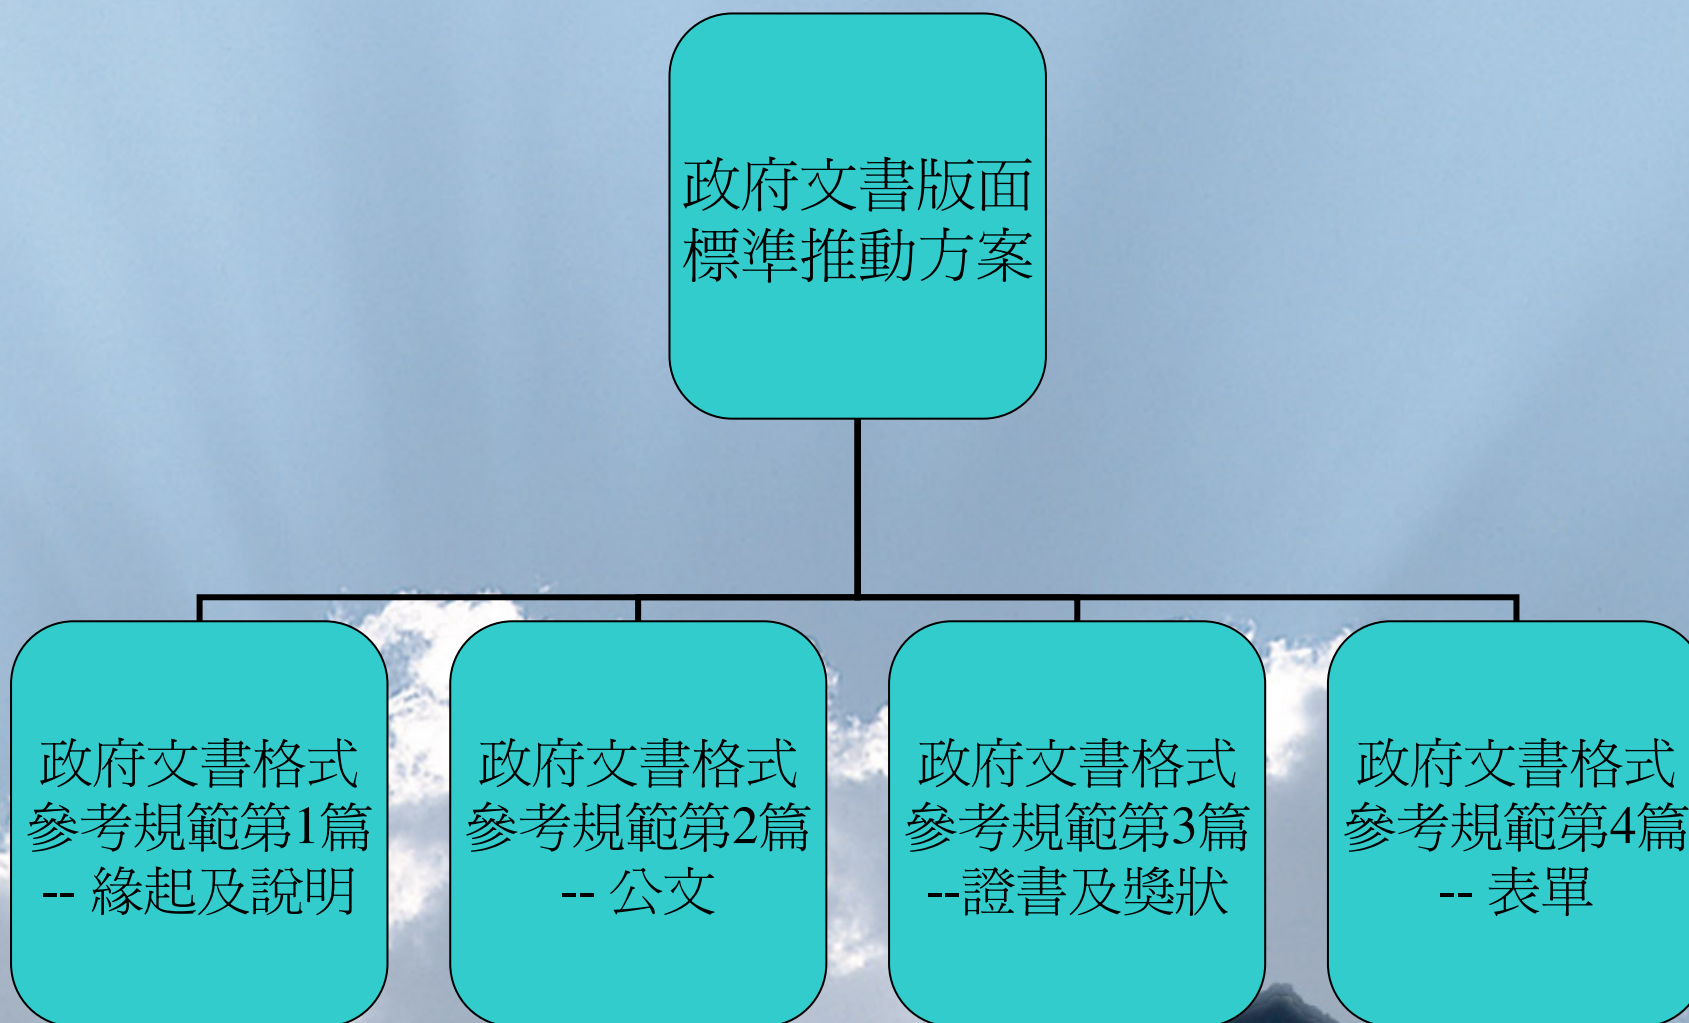 政府文書版面
標準推動方案
政府文書格式
參考規範第1篇
-- 緣起及說明
政府文書格式
參考規範第2篇
-- 公文
政府文書格式
參考規範第3篇
--證書及獎狀
政府文書格式
參考規範第4篇
-- 表單